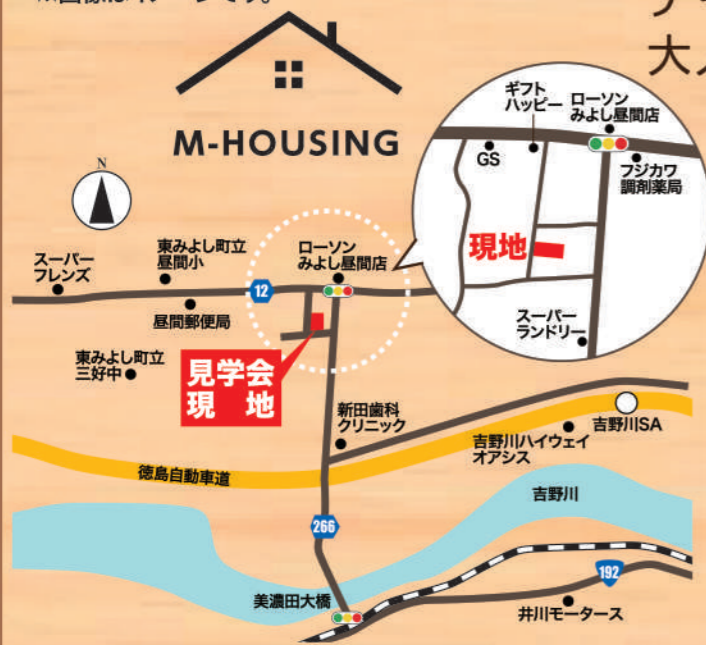 M-HOUSING
N
ギフト
ハッピー
ローソン
みよし昼間店
GS
フジカワ
調剤薬局
現地
スーパー
ランドリー
スーパー
フレンズ
東みよし町立
昼間小
ローソン
みよし昼間店
12
昼間郵便局
東みよし町立
三好中
見学会
現地
新田歯科
クリニック
吉野川SA
吉野川ハイウェイ
オアシス
徳島自動車道
吉野川
266
192
美濃田大橋
井川モータース